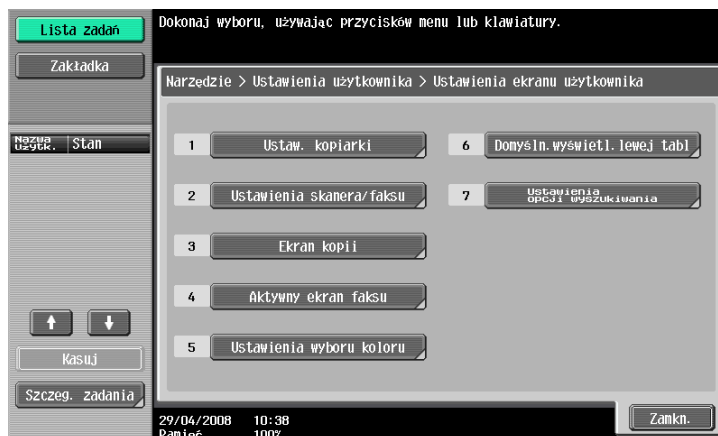 Lista zadań
Dokonaj wyboru, używając przycisków menu lub klawiatury.
Zakładka
Narzędzie > Ustawienia użytkownika > Ustawienia ekranu użytkownika
Nazwa użytk. Stan
1 Ustaw. kopiarki
6 Domyśln.wyświetl.lewej tabl
2 Ustawienia skanera/faksu
7 Ustawienia
opcji wyszukiwania
3 Ekran kopii
4 Aktywny ekran faksu
5 Ustawienia wyboru koloru
Kasuj
Szczeg. zadania
Zamkn.
29/04/2008 10:38
Pamięć 100%